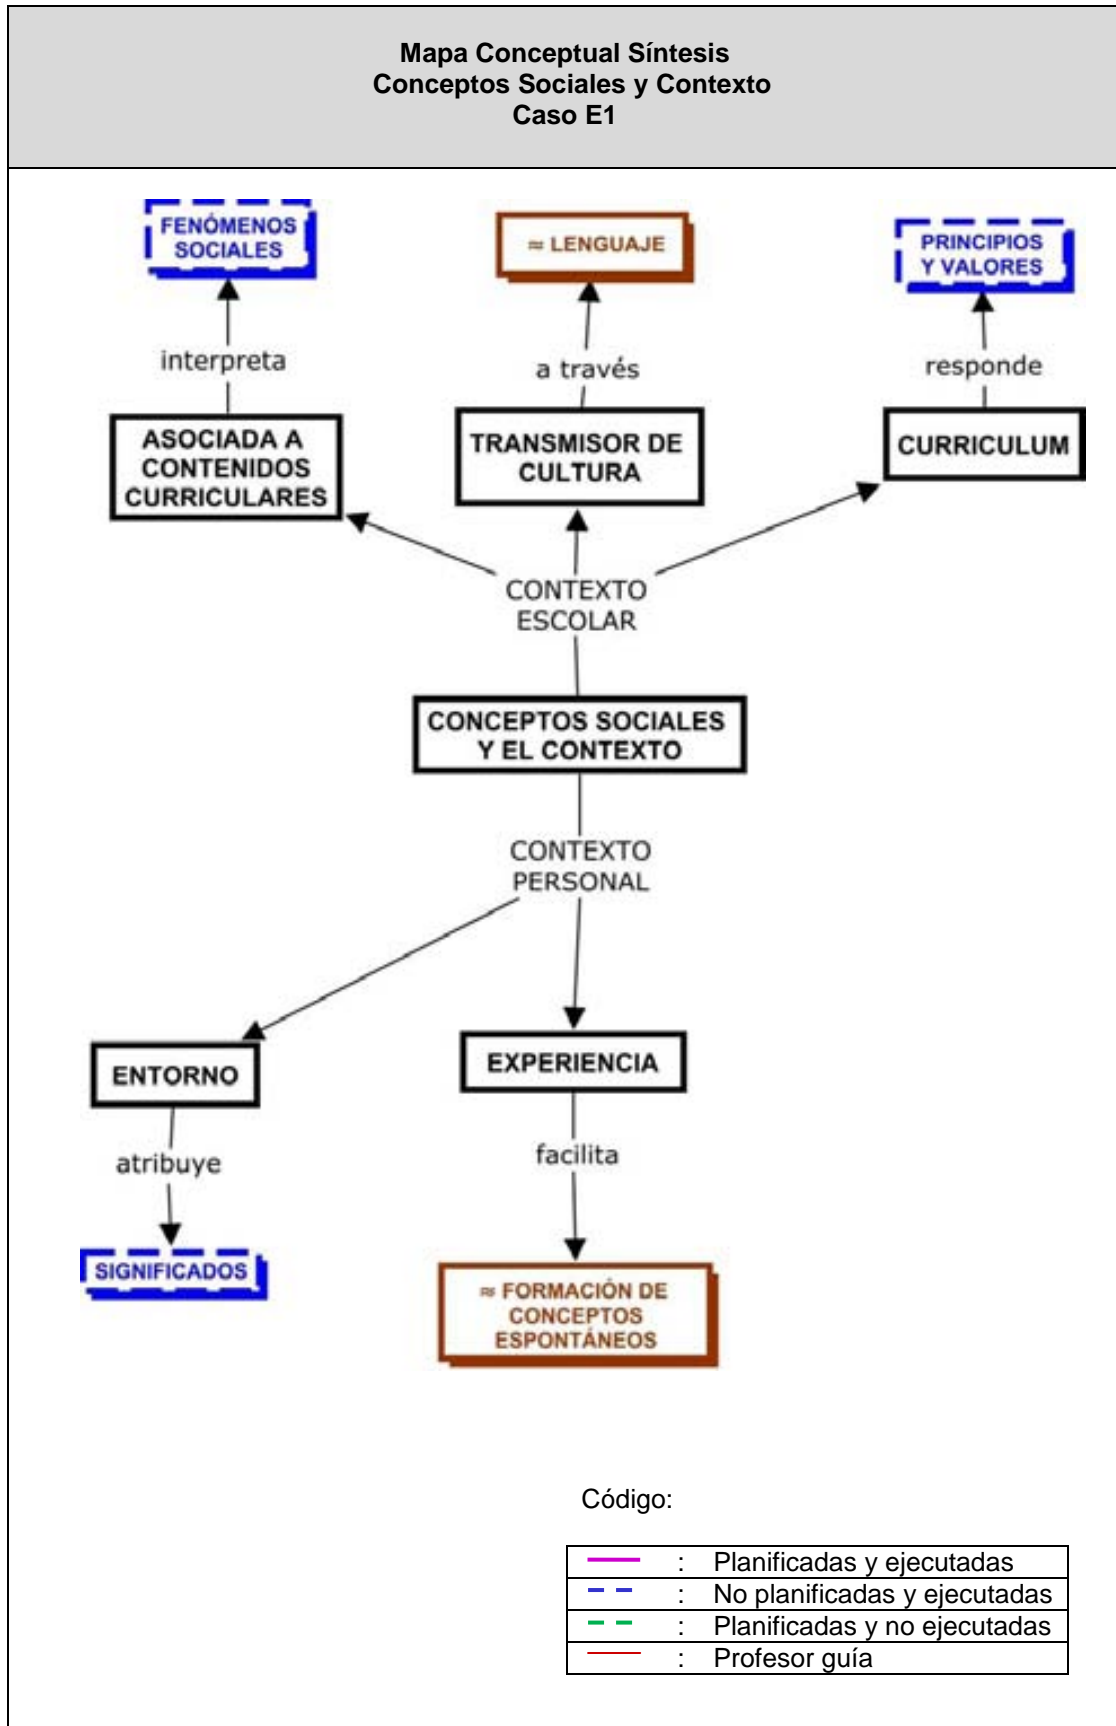 Mapa Conceptual Síntesis
Conceptos Sociales y Contexto
Caso E1
FENÓMENOS
SOCIALES
≈ LENGUAJE
PRINCIPIOS
Y VALORES
interpreta
a través
responde
ASOCIADA A
CONTENIDOS
CURRICULARES
TRANSMISOR DE
CULTURA
CURRICULUM
CONTEXTO
ESCOLAR
CONCEPTOS SOCIALES
Y EL CONTEXTO
CONTEXTO
PERSONAL
ENTORNO
EXPERIENCIA
atribuye
facilita
SIGNIFICADOS
≈ FORMACIÓN DE
CONCEPTOS
ESPONTÁNEOS
Código:
: Planificadas y ejecutadas
: No planificadas y ejecutadas
: Planificadas y no ejecutadas
: Profesor guía